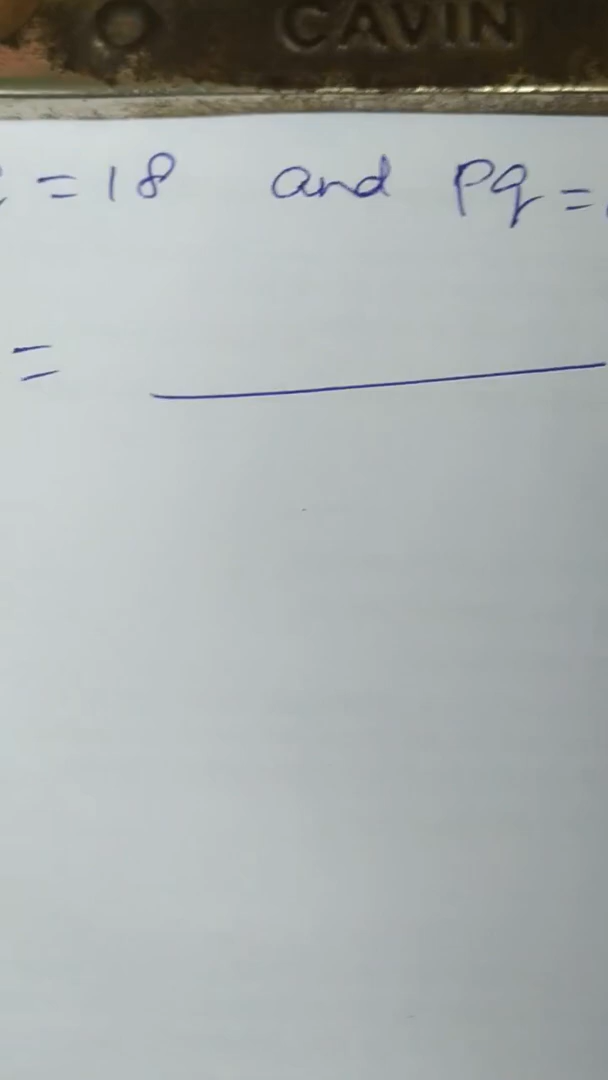 CAVIN
= 18 and pq =
=